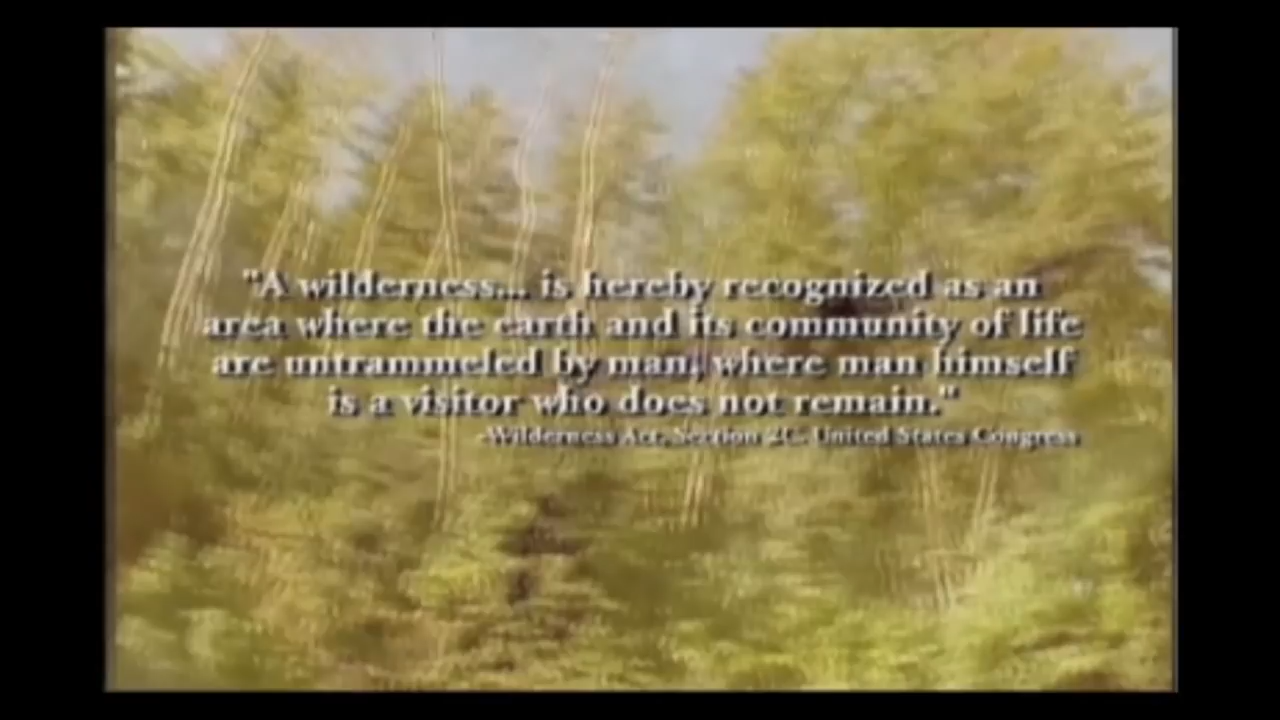 "A wilderness... is hereby recognized as an
area where the earth and its community of life
are untrammeled by man, where man himself
is a visitor who does not remain."
-Wilderness Act, Section 2C. United States Congress